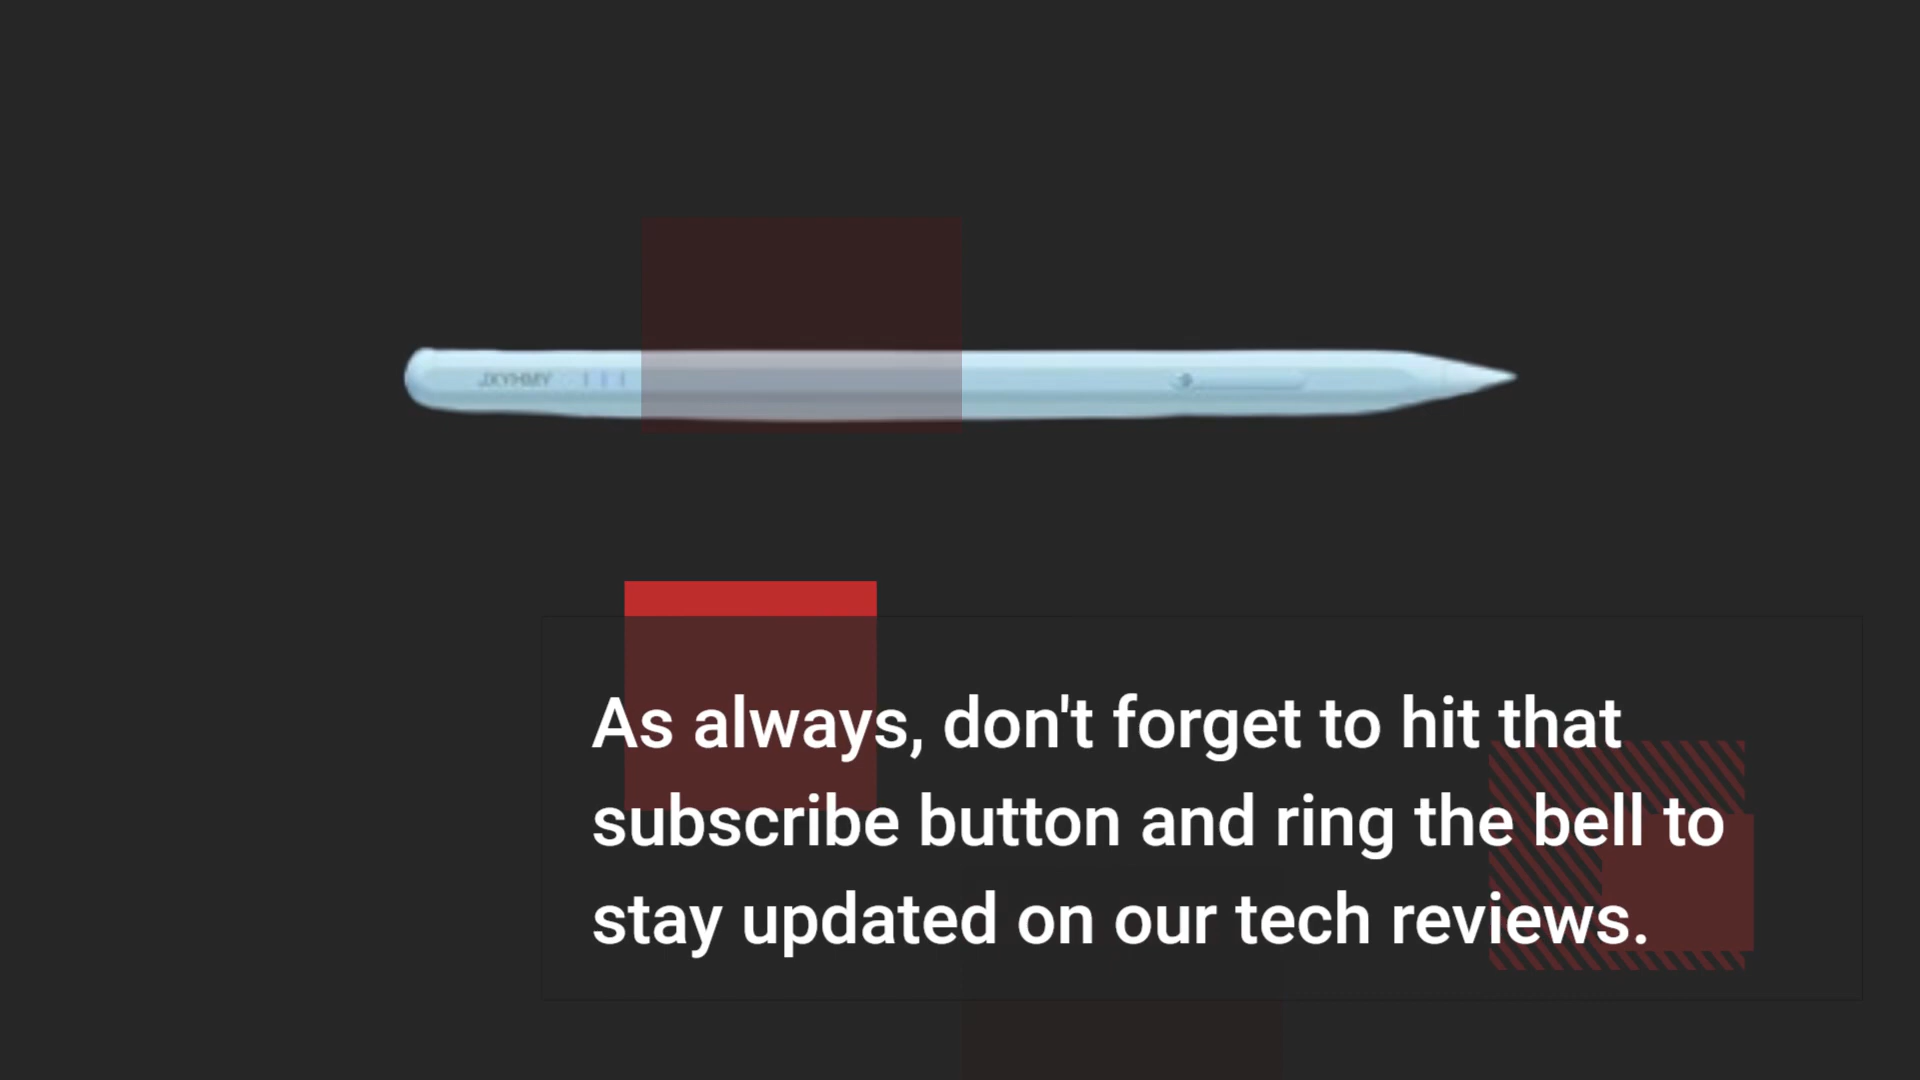 JXYHMY
As always, don't forget to hit that
subscribe button and ring the bell to
stay updated on our tech reviews.